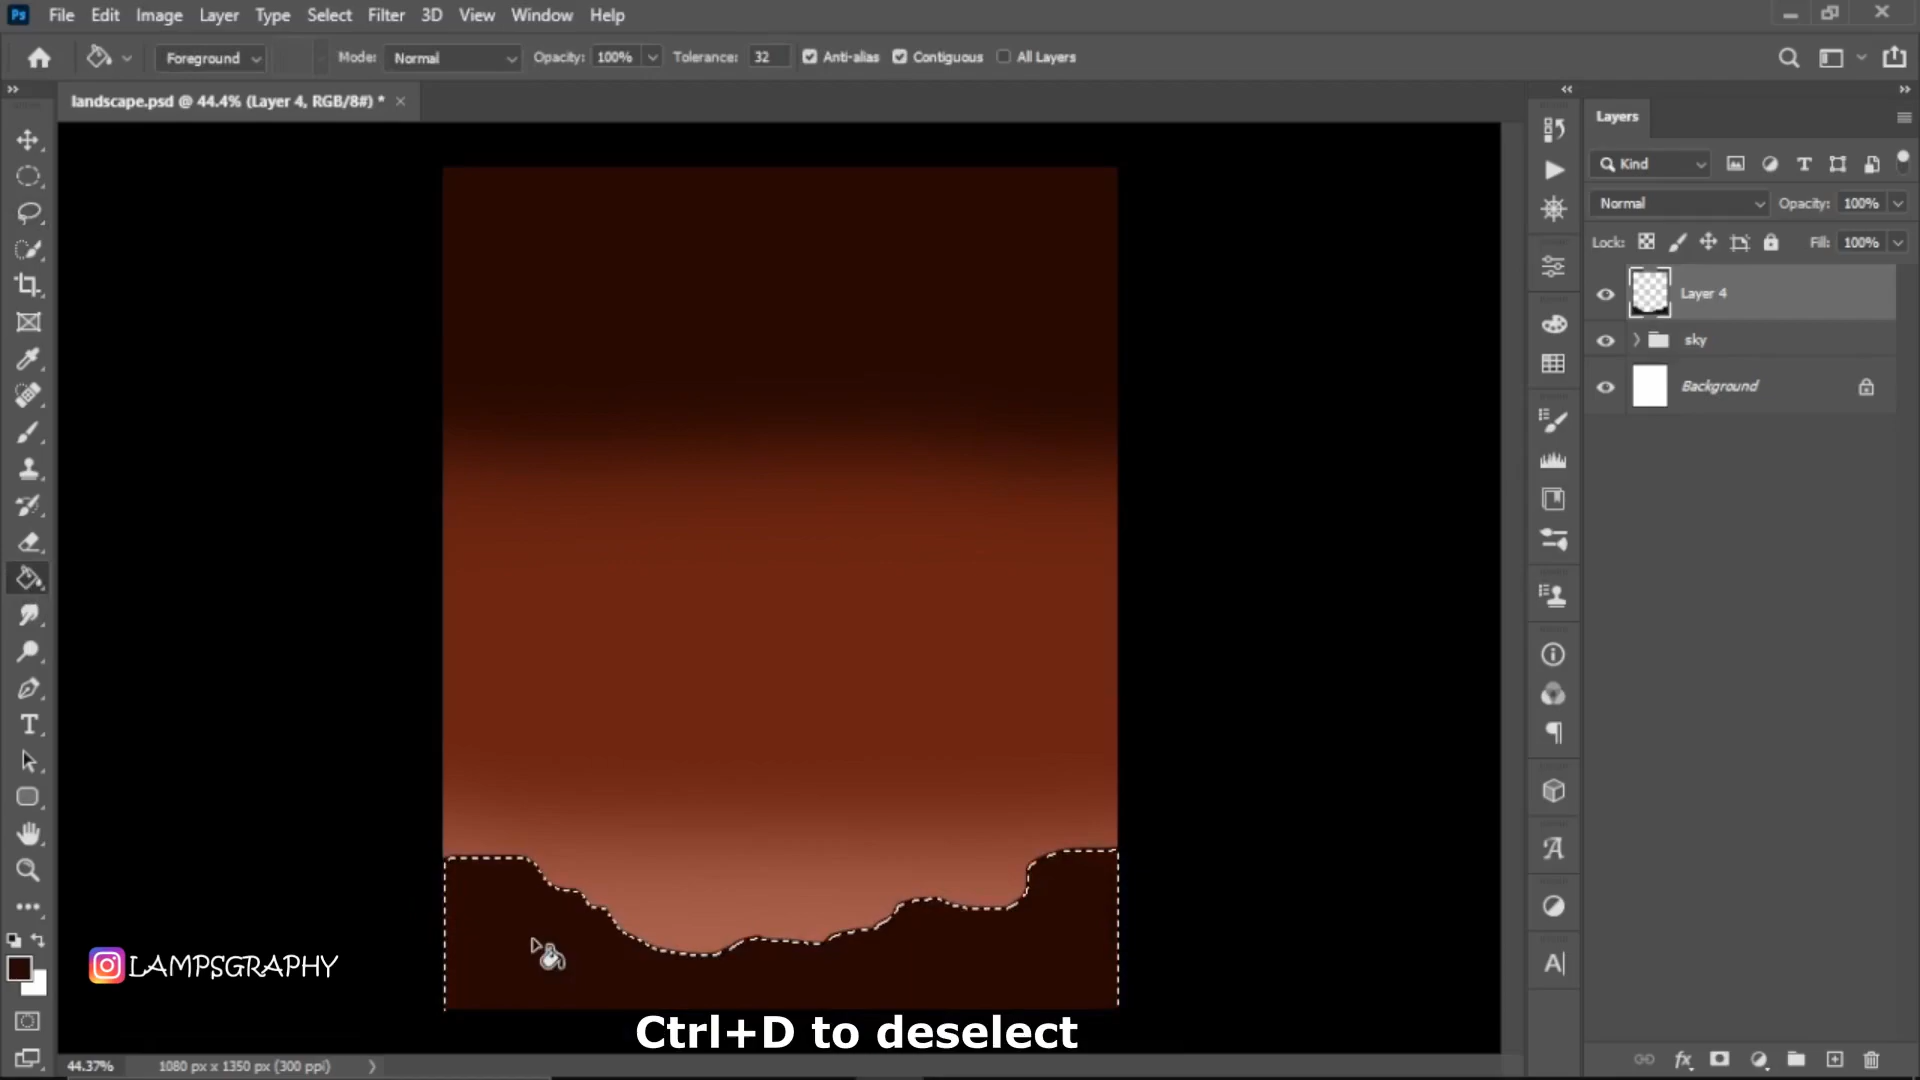 Ps File Edit Image Layer Type Select Filter 3D View Window Help
Foreground Mode: Normal Opacity: 100% Tolerance: 32 Anti-alias Contiguous All Layers
landscape.psd @ 44.4% (Layer 4, RGB/8#) *
Layers
Kind
Normal Opacity: 100%
Lock: Fill: 100%
Layer 4
sky
Background
LAMPSGRAPHY
Ctrl+D to deselect
44.37% 1080 px x 1350 px (300 ppi)